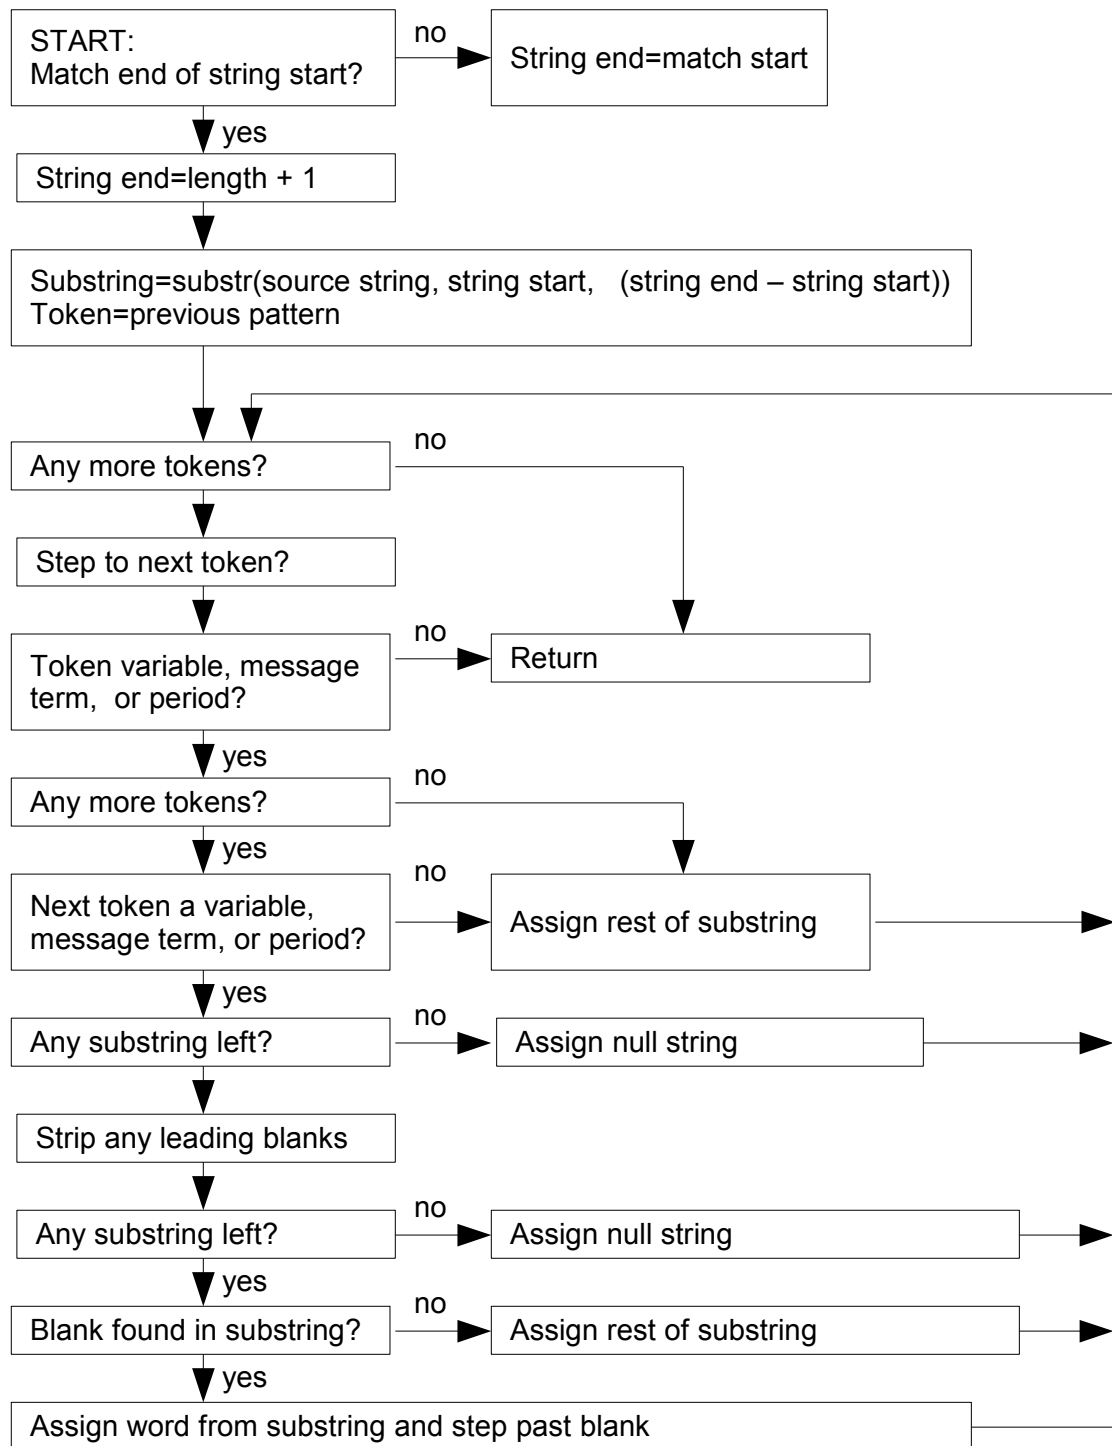 START:
Match end of string start?
no
String end=match start
yes
String end=length + 1
Substring=substr(source string, string start, (string end – string start))
Token=previous pattern
Any more tokens?
no
Step to next token?
Token variable, message
term, or period?
no
Return
yes
Any more tokens?
no
yes
Next token a variable,
message term, or period?
no
Assign rest of substring
yes
Any substring left?
no
Assign null string
Strip any leading blanks
Any substring left?
no
Assign null string
yes
Blank found in substring?
no
Assign rest of substring
yes
Assign word from substring and step past blank